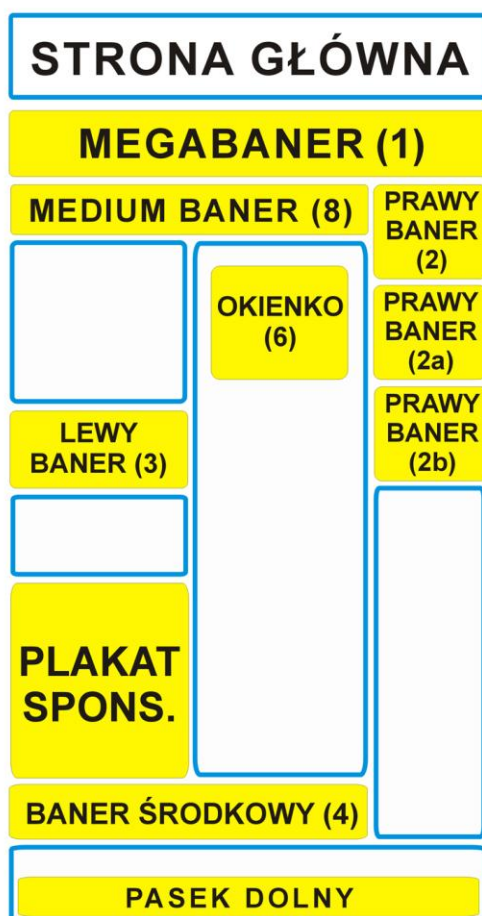 STRONA GŁÓWNA
MEGABANER (1)
MEDIUM BANER (8)
PRAWY
BANER
(2)
OKIENKO
(6)
PRAWY
BANER
(2a)
PRAWY
BANER
(2b)
LEWY
BANER (3)
PLAKAT
SPONS.
BANER ŚRODKOWY (4)
PASEK DOLNY